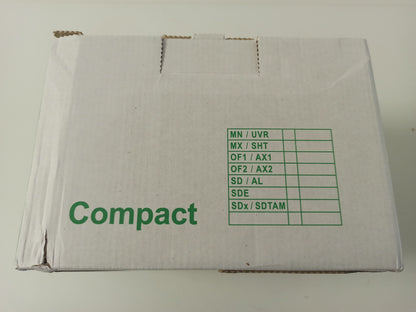 MN / UVR
MX / SHT
OF1 / AX1
OF2 / AX2
SD / AL
SDE
SDx / SDTAM
Compact